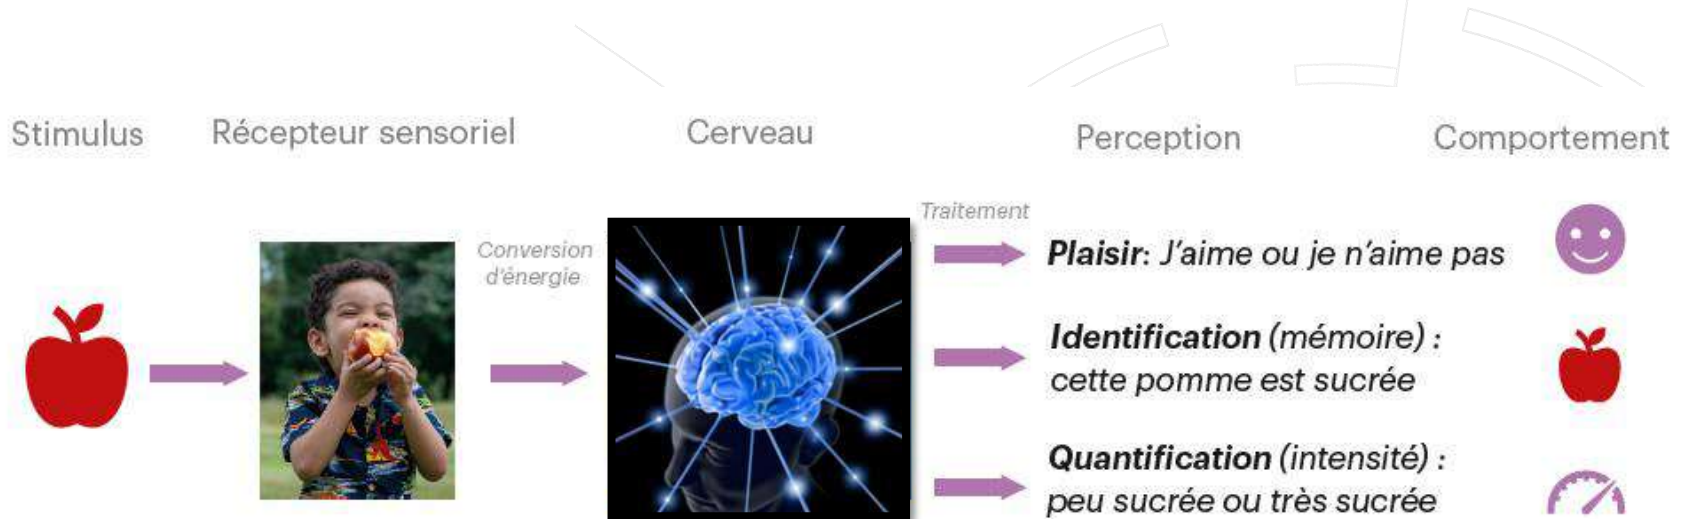 Stimulus
Récepteur sensoriel
Cerveau
Perception
Comportement
Conversion
d'énergie
Traitement
Plaisir: J'aime ou je n'aime pas
Identification (mémoire) :
cette pomme est sucrée
Quantification (intensité) :
peu sucrée ou très sucrée